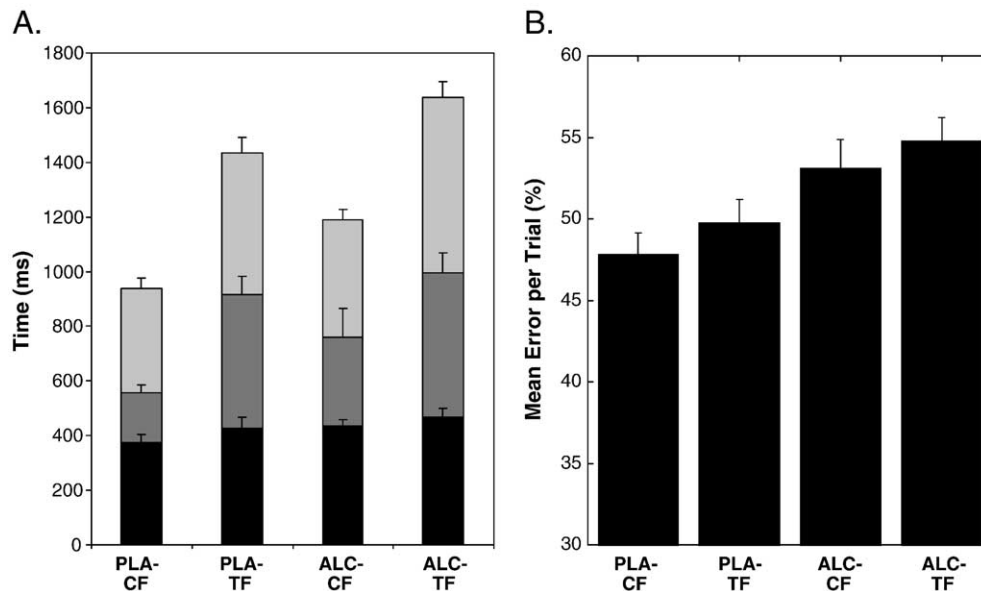 A.
1800
1600
1400
1200
1000
800
600
400
200
0
Time (ms)
PLA-
CF
PLA-
TF
ALC-
CF
ALC-
TF
B.
60
55
50
45
40
35
30
Mean Error per Trial (%)
PLA-
CF
PLA-
TF
ALC-
CF
ALC-
TF